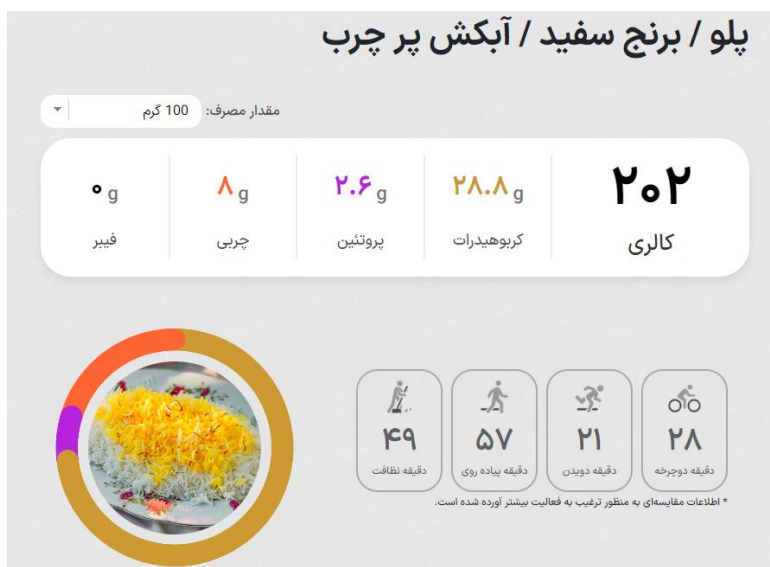 پلو / برنج سفید / آبکش پر چرب
مقدار مصرف: 100 گرم
۲۰۲ ۲۸.۸ g ۲.۶ g ۸ g ۰ g
کالری کربوهیدرات پروتئین چربی فیبر
۲۸ ۲۱ ۵۷ ۴۹
دقیقه دوچرخه دقیقه دویدن دقیقه پیاده روی دقیقه نظافت
* اطلاعات مقایسه‌ای به منظور ترغیب به فعالیت بیشتر آورده شده است.